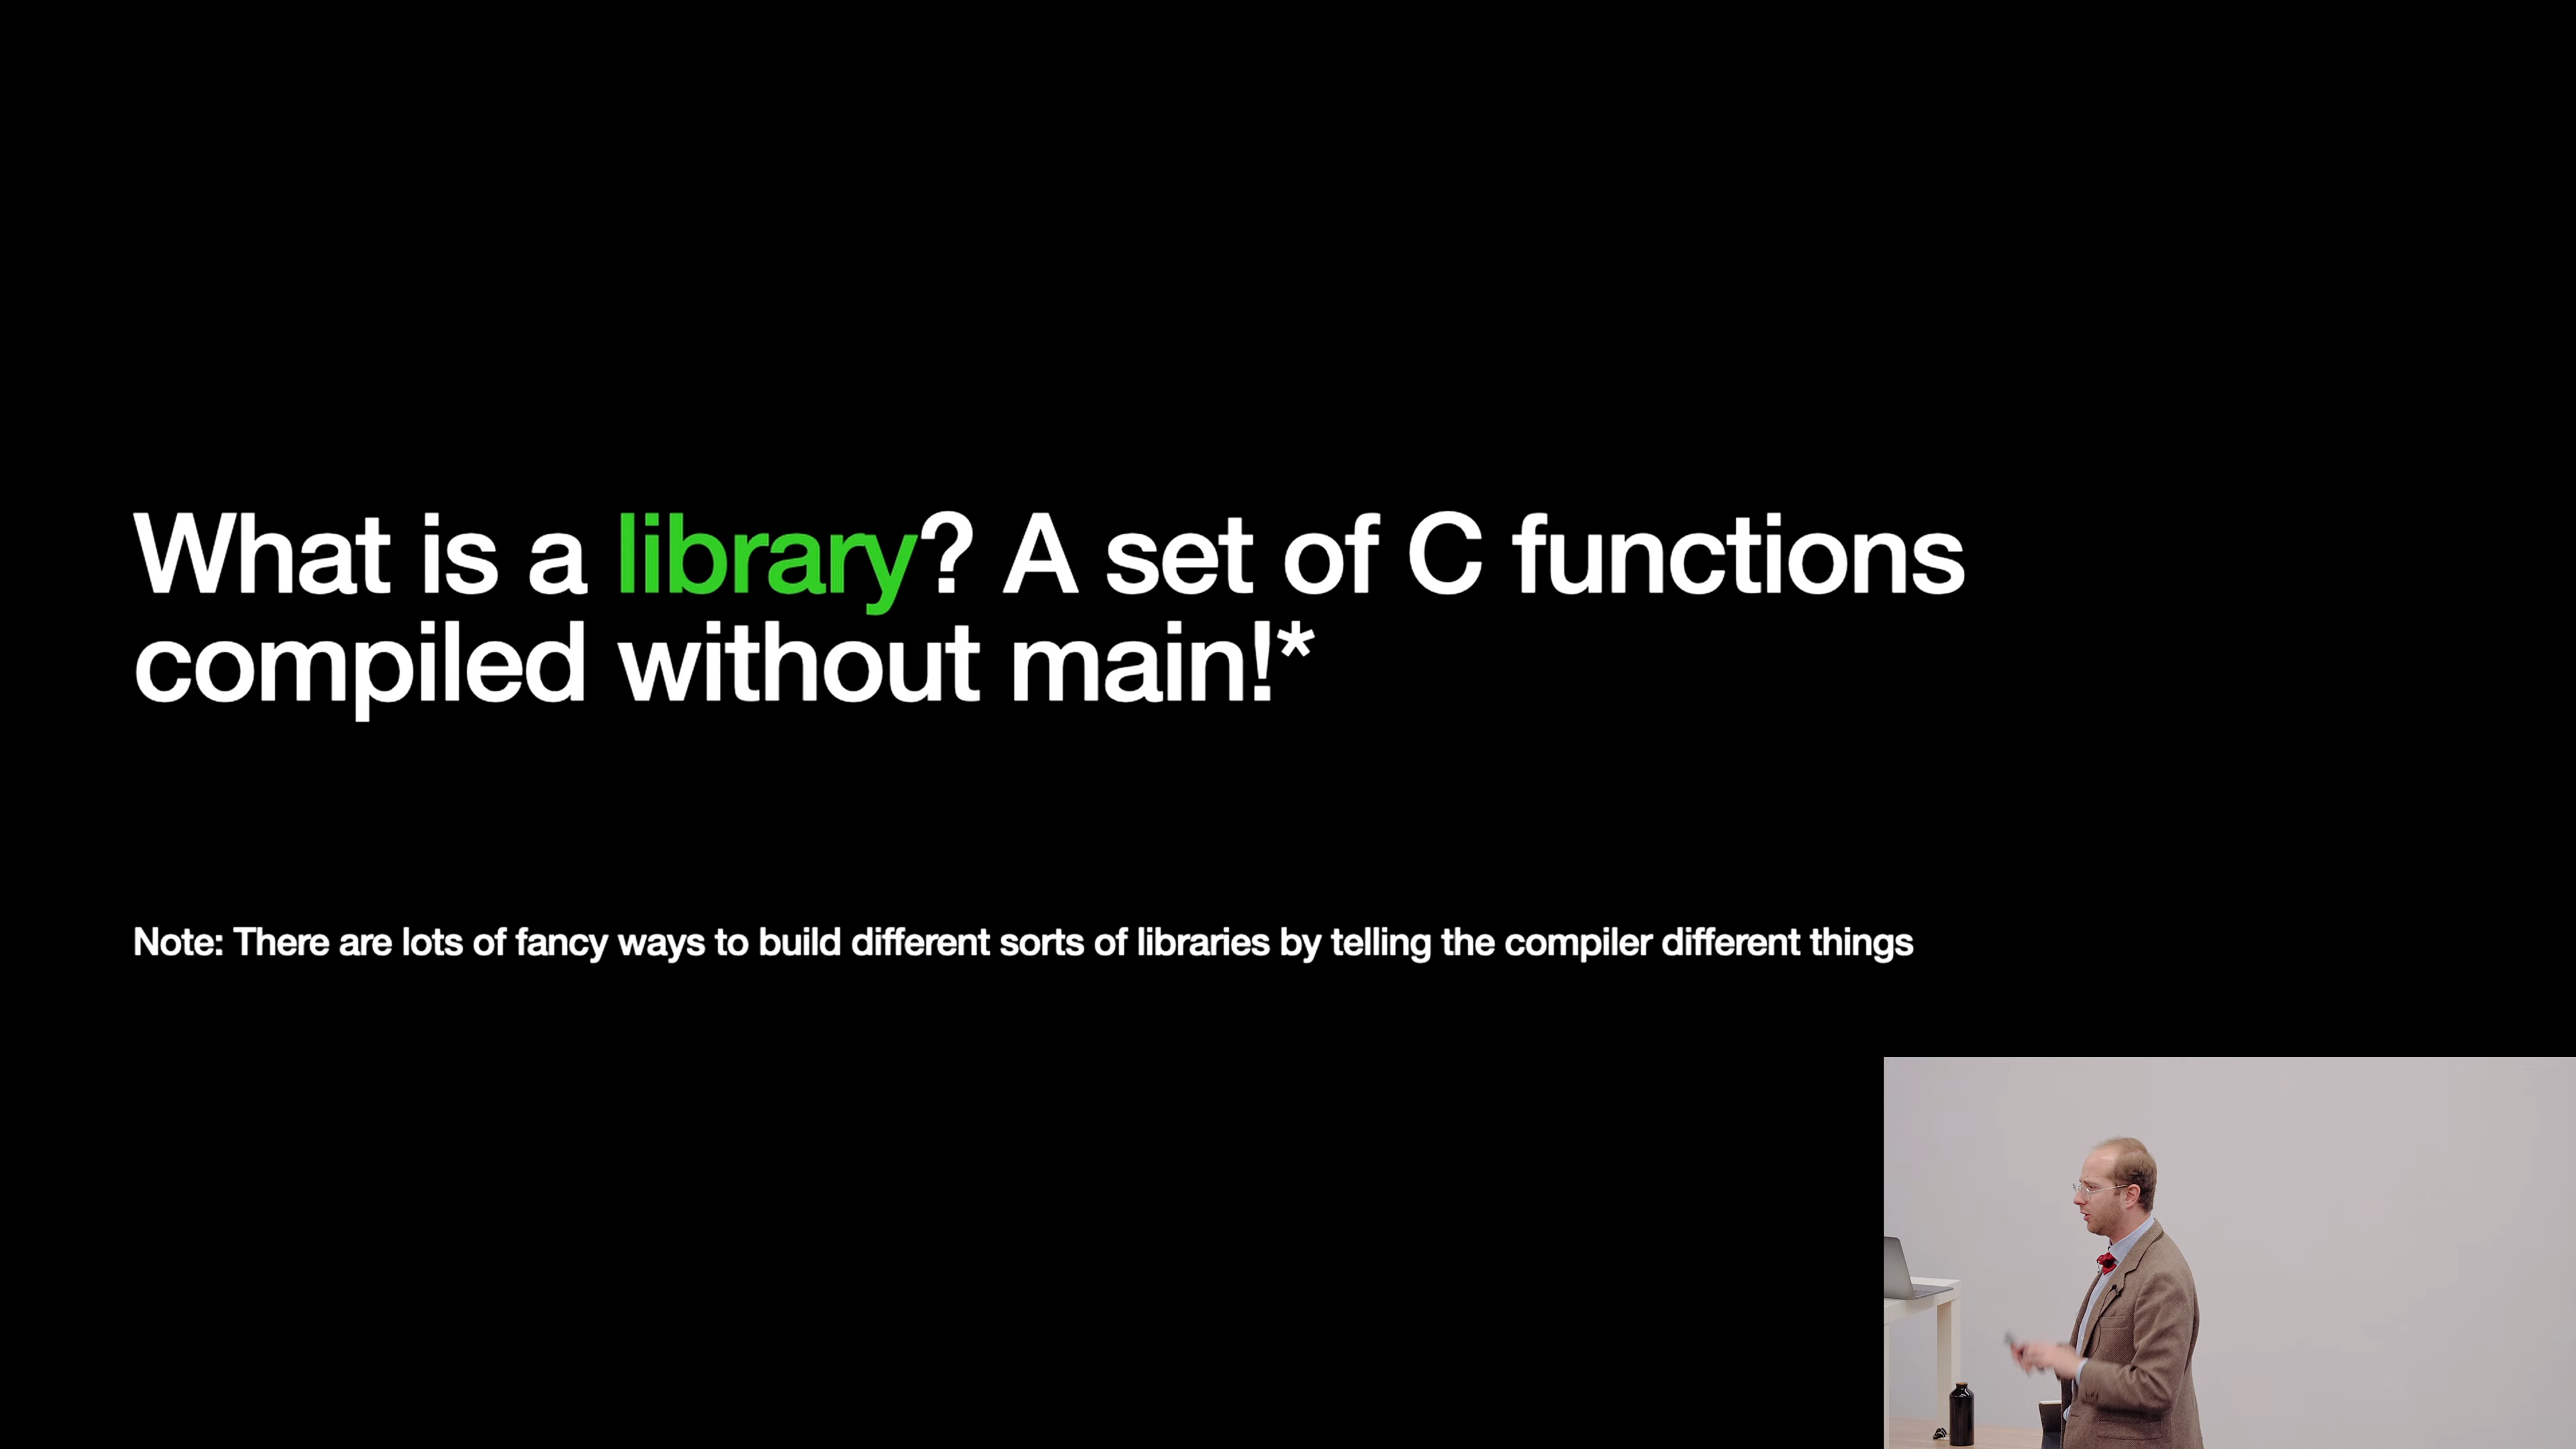 What is a library? A set of C functions
compiled without main!*
Note: There are lots of fancy ways to build different sorts of libraries by telling the compiler different things